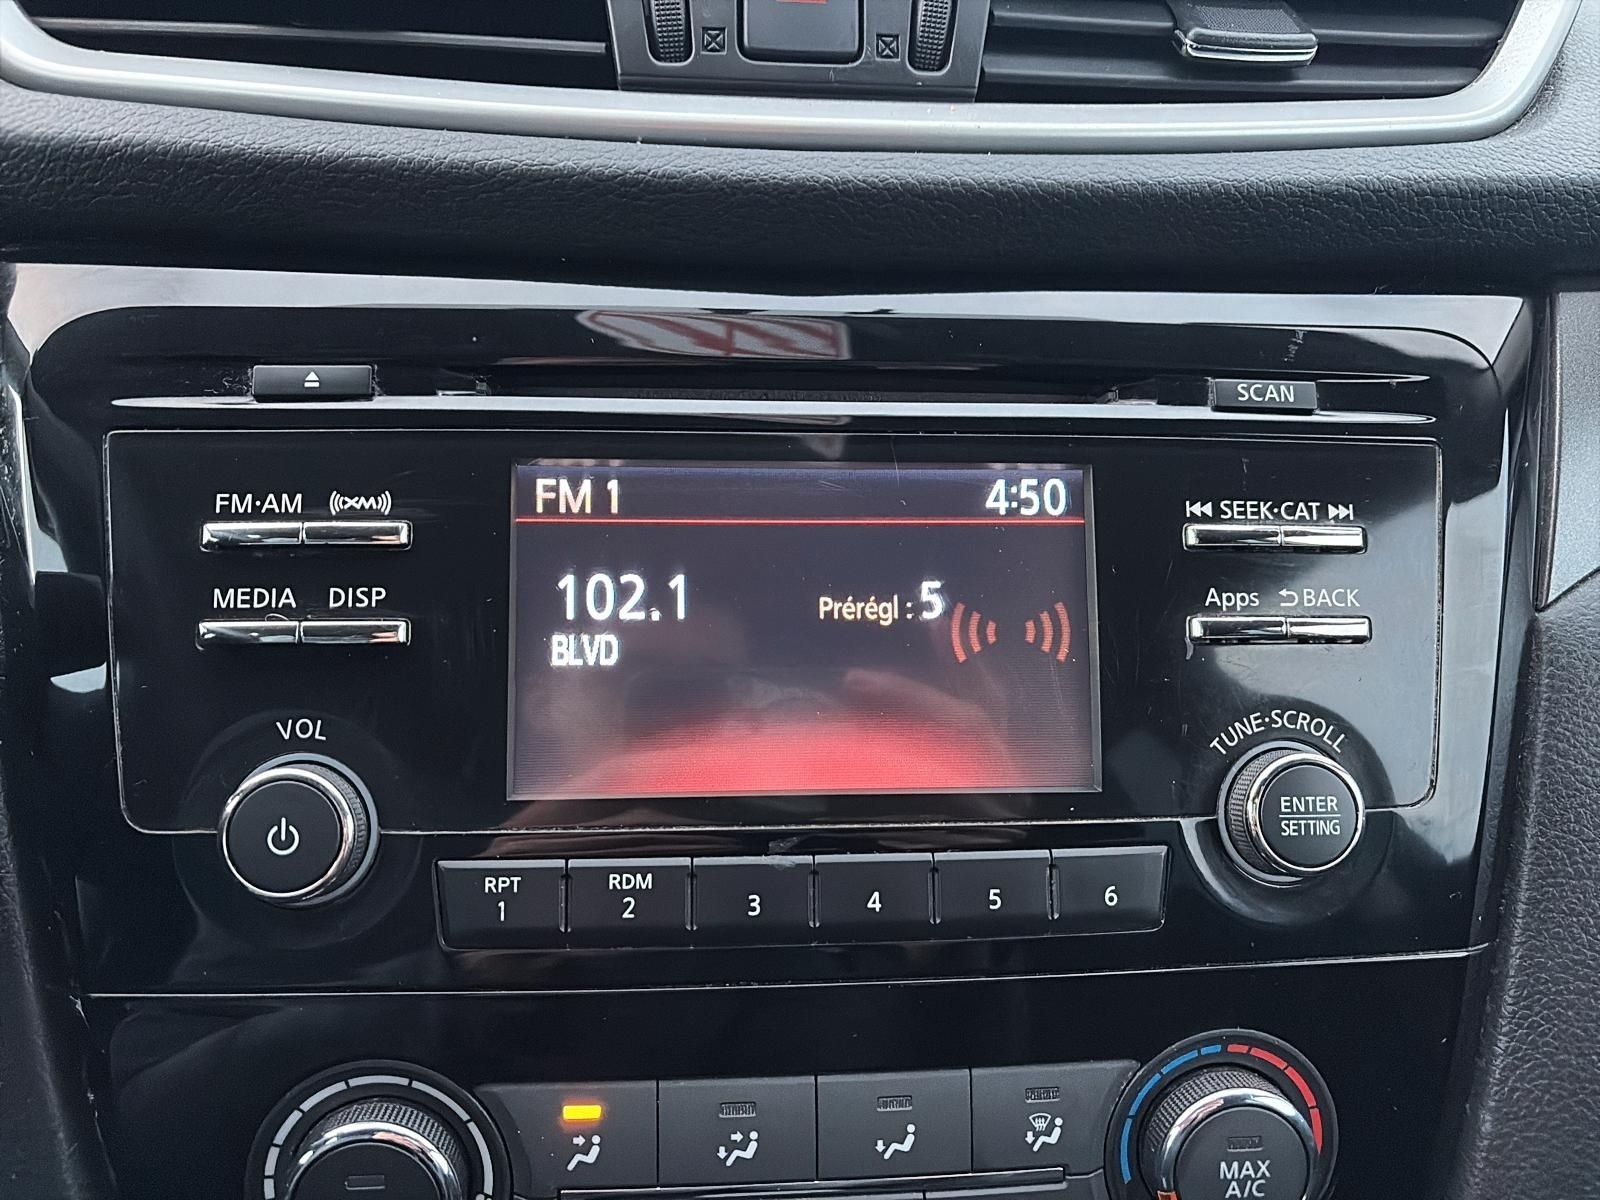 SCAN
FM·AM XM
FM 1 4:50
SEEK·CAT
102.1 Prérégl : 5
BLVD
MEDIA DISP
Apps BACK
VOL
TUNE·SCROLL
ENTER
SETTING
RPT
1
RDM
2
3
4
5
6
MAX
A/C